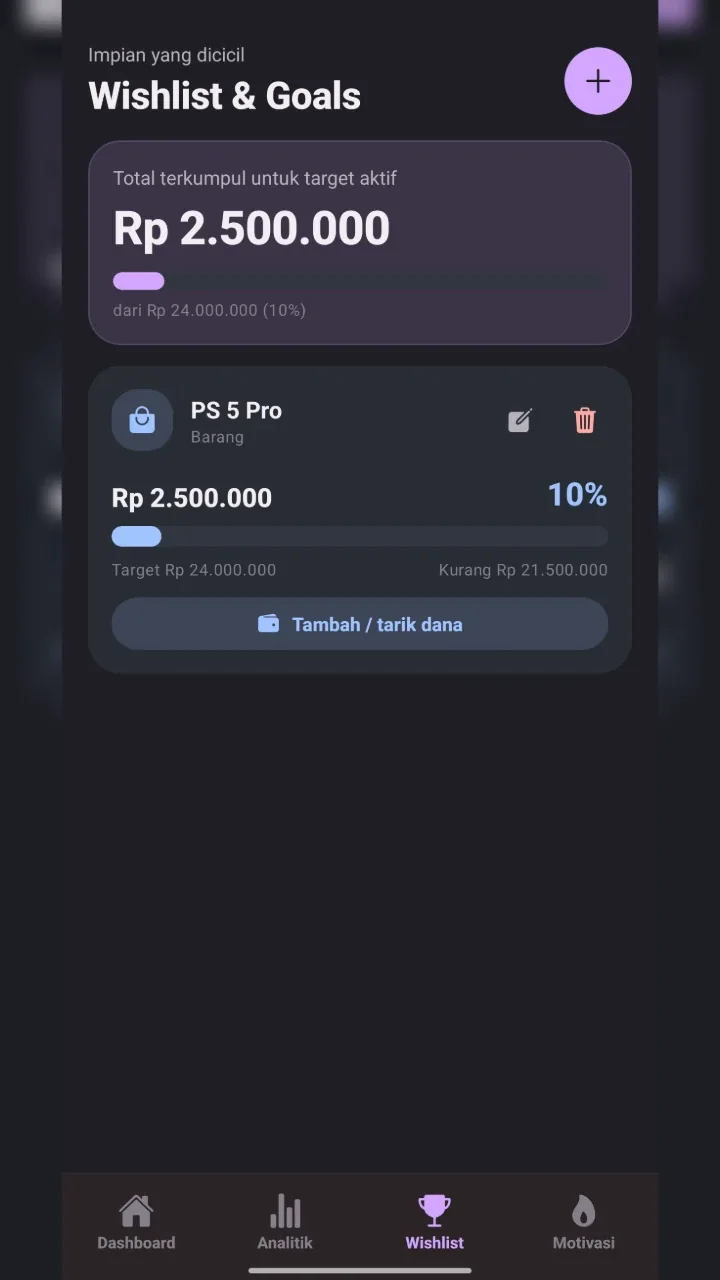 Impian yang dicicil
Wishlist & Goals
Total terkumpul untuk target aktif
Rp 2.500.000
dari Rp 24.000.000 (10%)
PS 5 Pro
Barang
Rp 2.500.000
10%
Target Rp 24.000.000
Kurang Rp 21.500.000
Tambah / tarik dana
Dashboard
Analitik
Wishlist
Motivasi